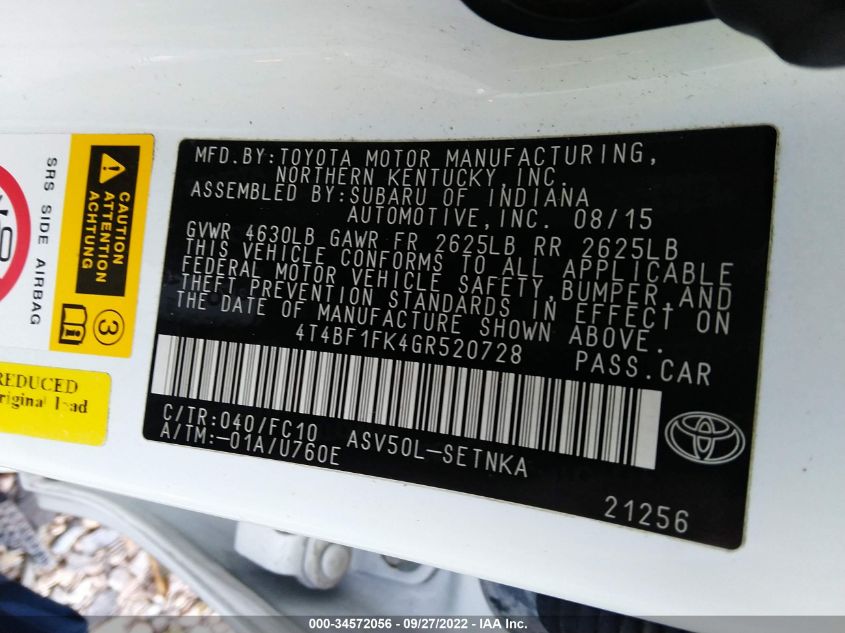 MFD.BY:TOYOTA MOTOR MANUFACTURING,
NORTHERN KENTUCKY,INC.
ASSEMBLED BY:SUBARU OF INDIANA
AUTOMOTIVE,INC. 08/15
GVWR 4630LB GAWR FR 2625LB RR 2625LB
THIS VEHICLE CONFORMS TO ALL APPLICABLE
FEDERAL MOTOR VEHICLE SAFETY,BUMPER,AND
THEFT PREVENTION STANDARDS IN EFFECT ON
THE DATE OF MANUFACTURE SHOWN ABOVE.
4T4BF1FK4GR520728 PASS.CAR
C/TR:040/FC10 ASV50L-SETNKA
A/TM:-01A/U760E
21256
SRS SIDE AIRBAG
CAUTION
ATTENTION
ACHTUNG
3
REDUCED
riginal
000-34572056 - 09/27/2022 - IAA Inc.